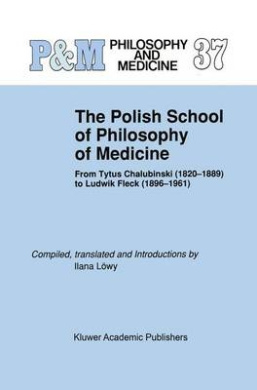 P&M PHILOSOPHY AND MEDICINE 37
The Polish School
of Philosophy
of Medicine
From Tytus Chalubinski (1820–1889)
to Ludwik Fleck (1896–1961)
Compiled, translated and Introductions by
Ilana Löwy
Kluwer Academic Publishers